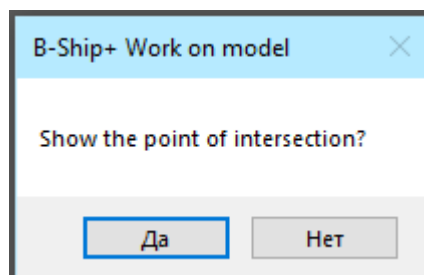 B-Ship+ Work on model
Show the point of intersection?
Да
Нет